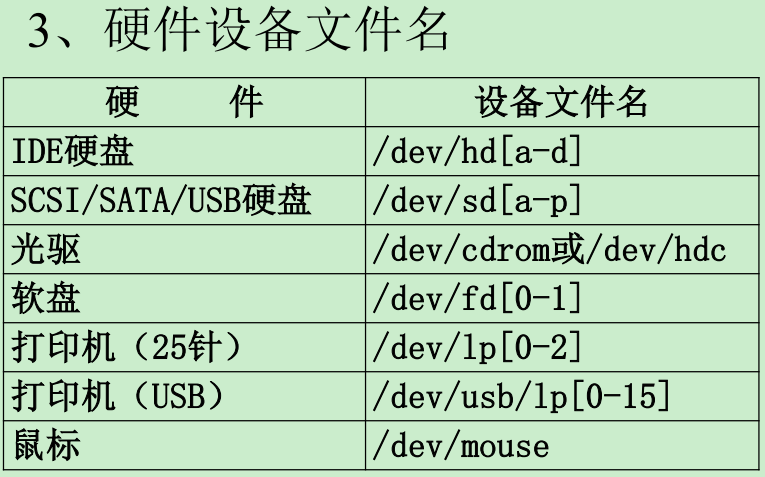 3、硬件设备文件名
硬 件 设备文件名
IDE硬盘 /dev/hd[a-d]
SCSI/SATA/USB硬盘 /dev/sd[a-p]
光驱 /dev/cdrom或/dev/hdc
软盘 /dev/fd[0-1]
打印机（25针） /dev/lp[0-2]
打印机（USB） /dev/usb/lp[0-15]
鼠标 /dev/mouse